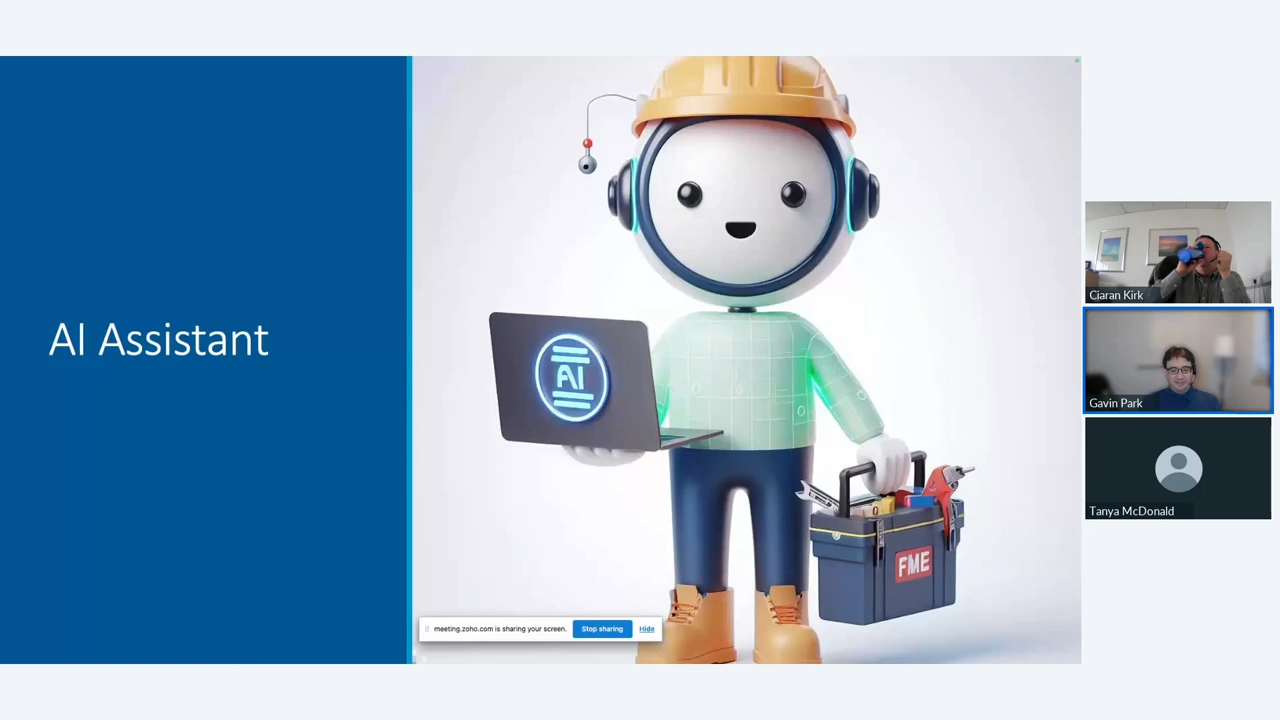 AI Assistant
AI
FME
meeting.zoho.com is sharing your screen. Stop sharing Hide
Ciaran Kirk
Gavin Park
Tanya McDonald